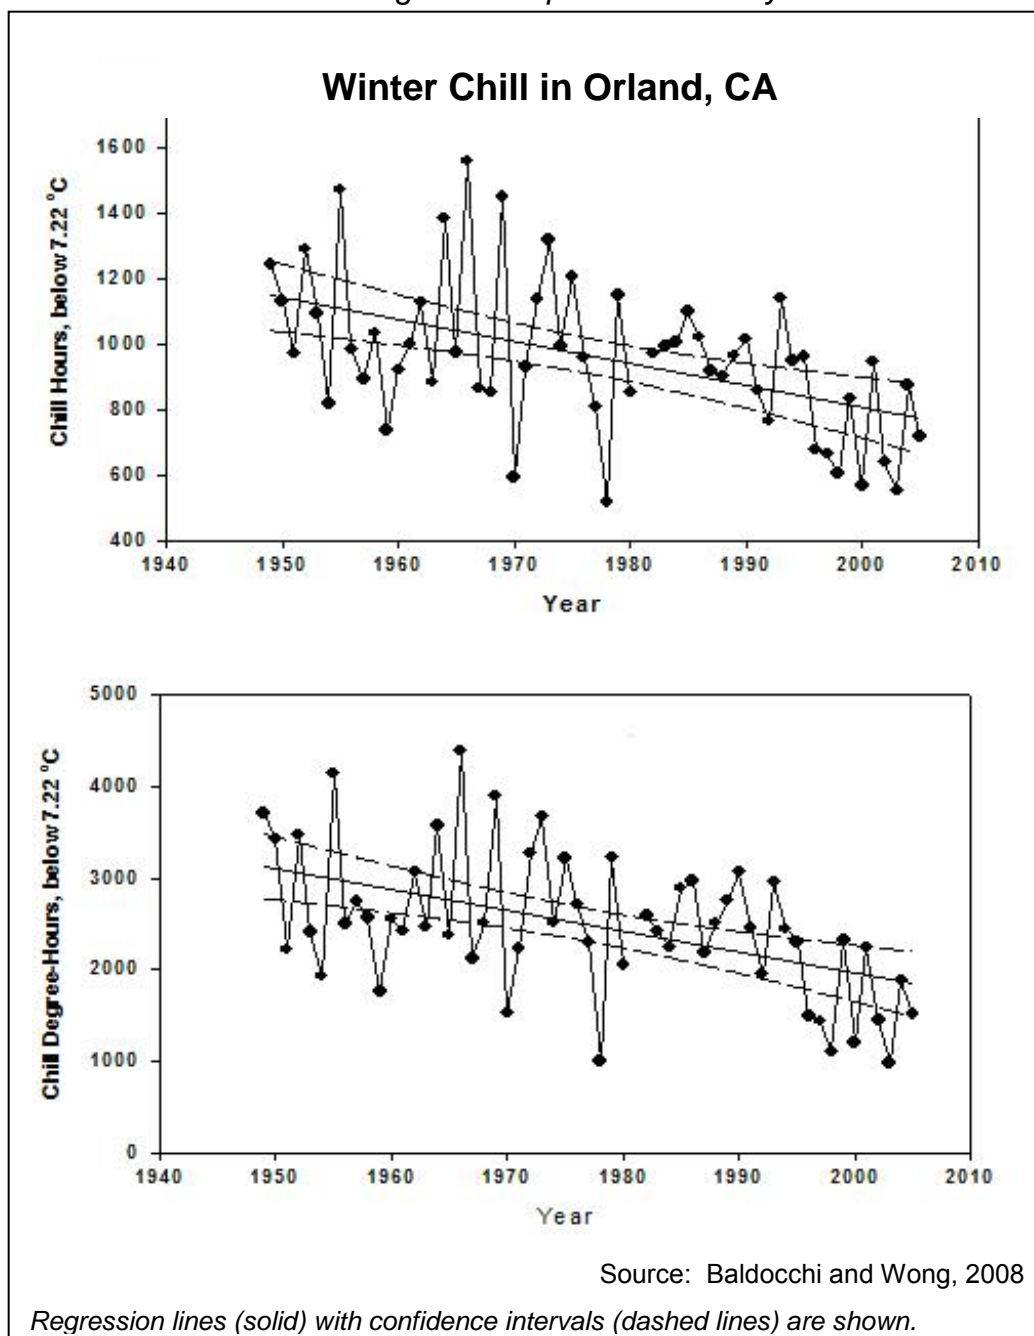 Winter Chill in Orland, CA
Chill Hours, below 7.22 °C
1600
1400
1200
1000
800
600
400
1940 1950 1960 1970 1980 1990 2000 2010
Year
Chill Degree-Hours, below 7.22 °C
5000
4000
3000
2000
1000
0
1940 1950 1960 1970 1980 1990 2000 2010
Year
Source: Baldocchi and Wong, 2008
Regression lines (solid) with confidence intervals (dashed lines) are shown.